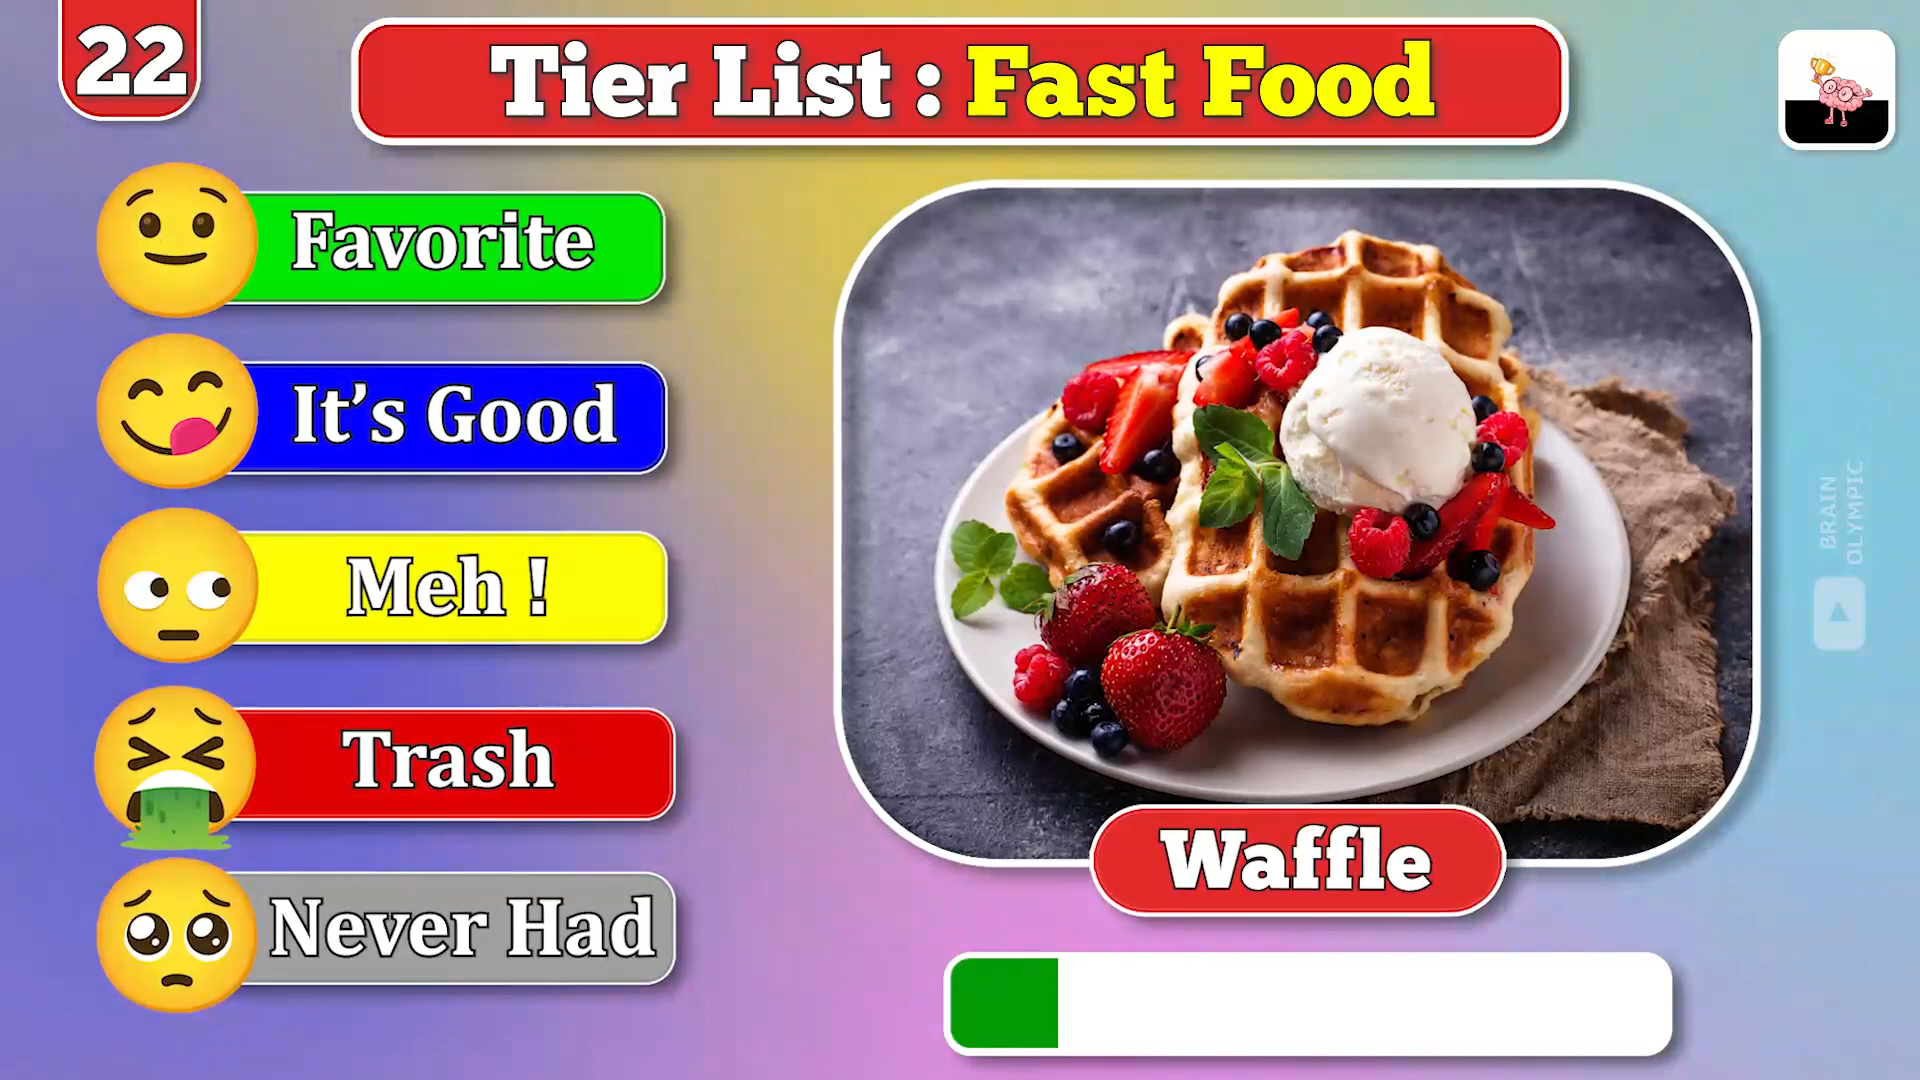 22
Tier List : Fast Food
Favorite
It's Good
Meh !
Trash
Never Had
Waffle
BRAIN
OLYMPIC